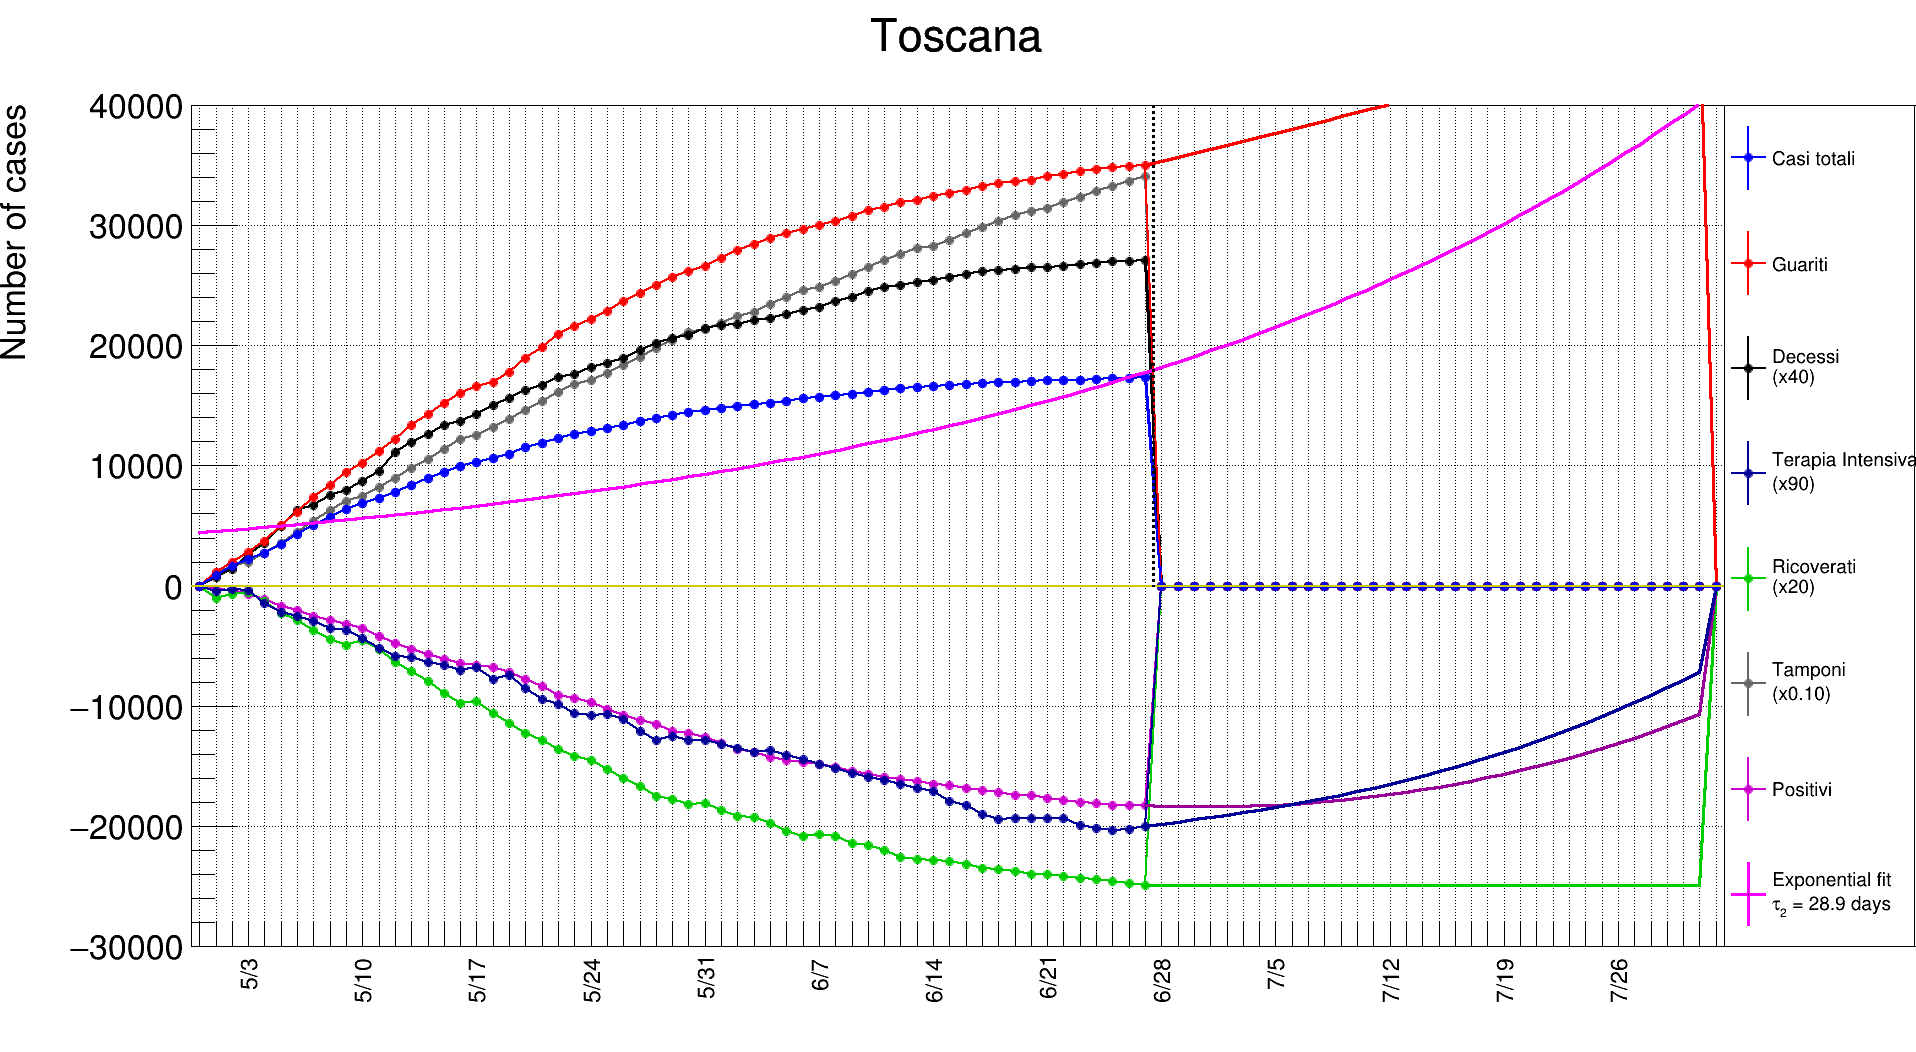 Toscana
Number of cases
40000
30000
20000
10000
0
−10000
−20000
−30000
5/3
5/10
5/17
5/24
5/31
6/7
6/14
6/21
6/28
7/5
7/12
7/19
7/26
Casi totali
Guariti
Decessi
(x40)
Terapia Intensiva
(x90)
Ricoverati
(x20)
Tamponi
(x0.10)
Positivi
Exponential fit
τ2 = 28.9 days